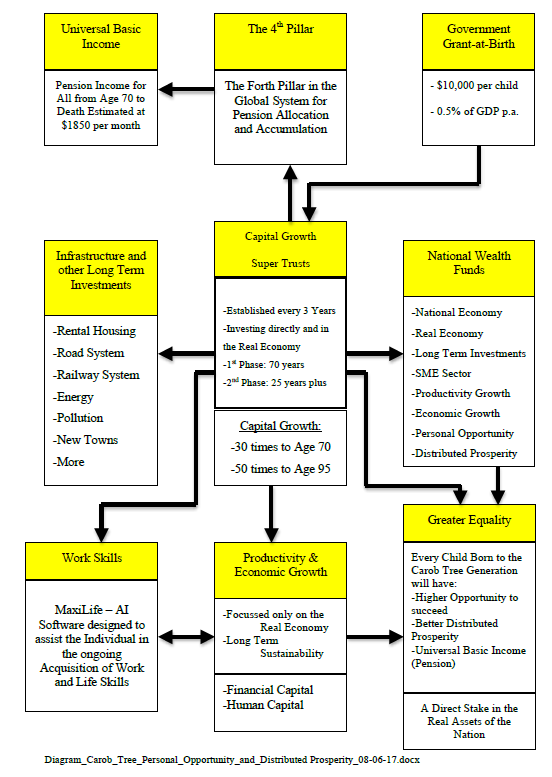 Universal Basic
Income
Pension Income for
All from Age 70 to
Death Estimated at
$1850 per month
The 4th Pillar
The Forth Pillar in the
Global System for
Pension Allocation
and Accumulation
Government
Grant-at-Birth
- $10,000 per child
- 0.5% of GDP p.a.
Infrastructure and
other Long Term
Investments
-Rental Housing
-Road System
-Railway System
-Energy
-Pollution
-New Towns
-More
Capital Growth
Super Trusts
-Established every 3 Years
-Investing directly and in
the Real Economy
-1st Phase: 70 years
-2nd Phase: 25 years plus
Capital Growth:
-30 times to Age 70
-50 times to Age 95
National Wealth
Funds
-National Economy
-Real Economy
-Long Term Investments
-SME Sector
-Productivity Growth
-Economic Growth
-Personal Opportunity
-Distributed Prosperity
Work Skills
MaxiLife – AI
Software designed to
assist the Individual in
the ongoing
Acquisition of Work
and Life Skills
Productivity &
Economic Growth
-Focussed only on the
Real Economy
-Long Term
Sustainability
-Financial Capital
-Human Capital
Greater Equality
Every Child Born to the
Carob Tree Generation
will have:
-Higher Opportunity to
succeed
-Better Distributed
Prosperity
-Universal Basic Income
(Pension)
A Direct Stake in the
Real Assets of the
Nation
Diagram_Carob_Tree_Personal_Opportunity_and_Distributed Prosperity_08-06-17.docx